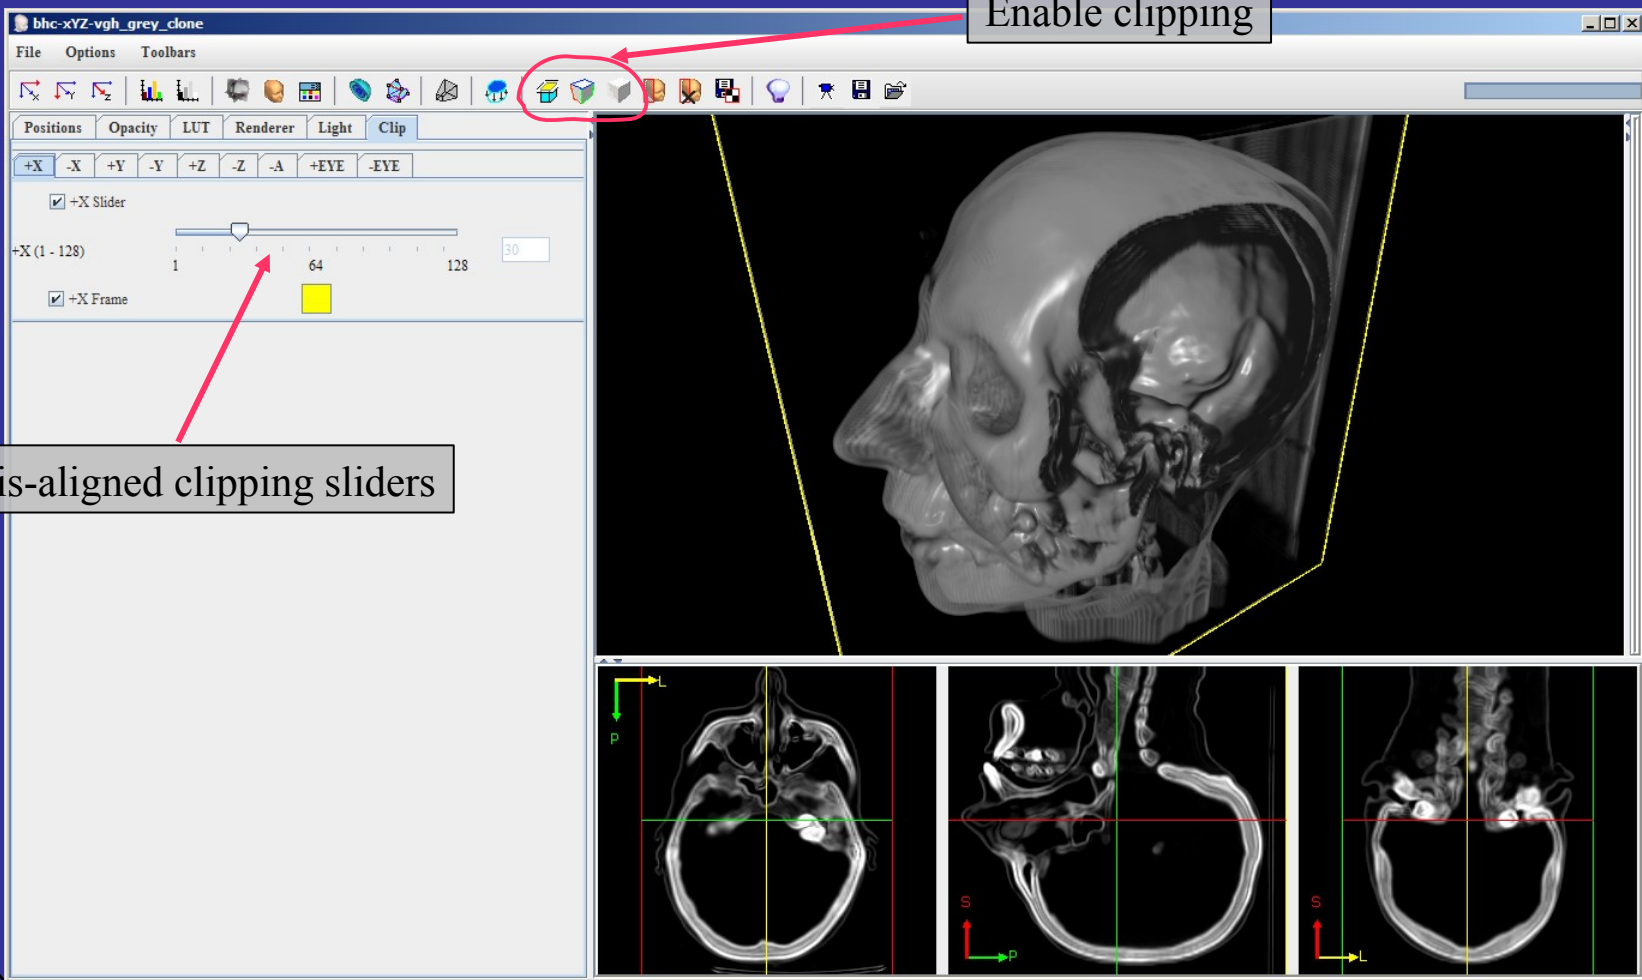 Enable clipping
bhc-xYZ-vgh_grey_clone
File Options Toolbars
Positions Opacity LUT Renderer Light Clip
+X -X +Y -Y +Z -Z -A +EYE -EYE
+X Slider
+X (1 - 128)
30
1 64 128
+X Frame
is-aligned clipping sliders
L
P
S
P
S
L